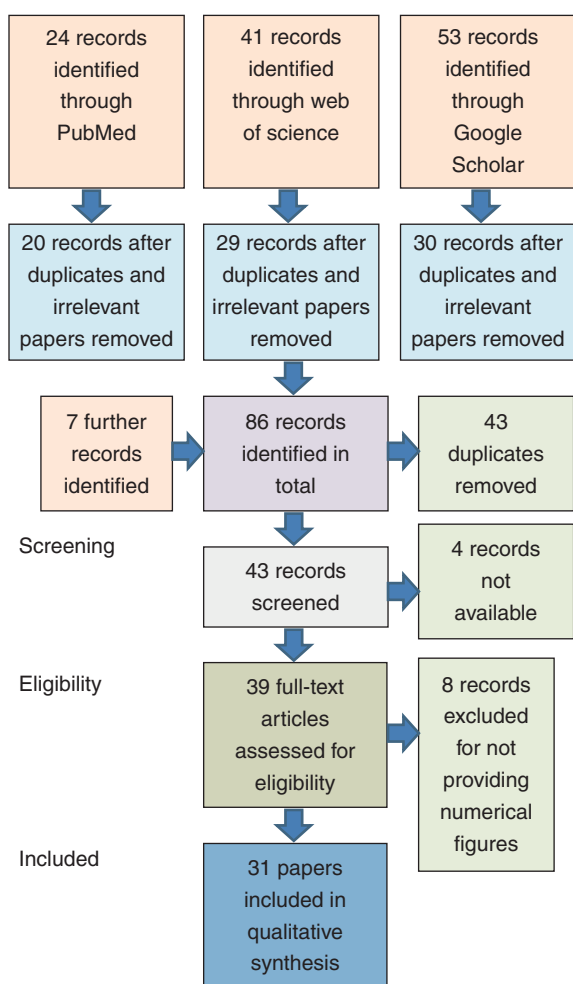 24 records
identified
through
PubMed
41 records
identified
through web
of science
53 records
identified
through
Google
Scholar
20 records after
duplicates and
irrelevant
papers removed
29 records after
duplicates and
irrelevant papers
removed
30 records after
duplicates and
irrelevant
papers removed
7 further
records
identified
86 records
identified in
total
43
duplicates
removed
Screening
43 records
screened
4 records
not
available
Eligibility
39 full-text
articles
assessed for
eligibility
8 records
excluded
for not
providing
numerical
figures
Included
31 papers
included in
qualitative
synthesis